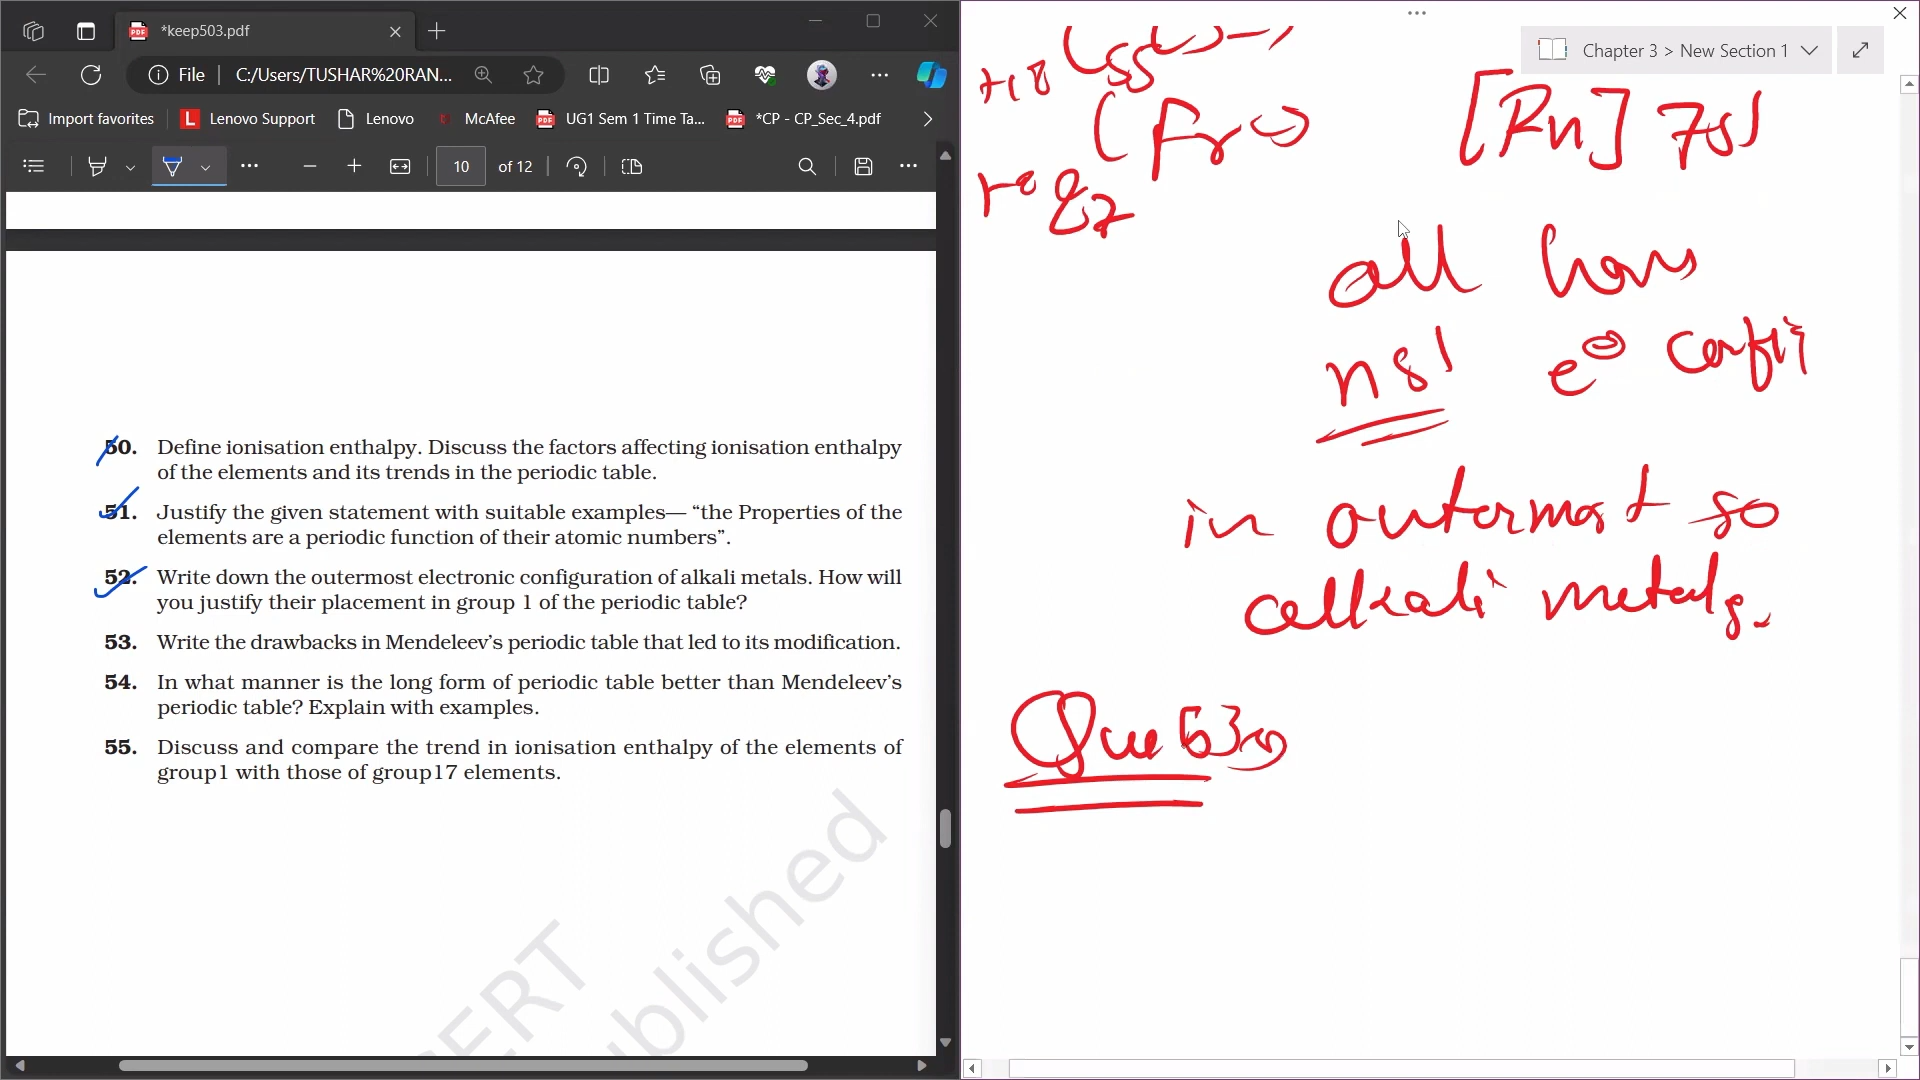 *keep503.pdf
File
C:/Users/TUSHAR%20RAN...
Import favorites
Lenovo Support
Lenovo
McAfee
UG1 Sem 1 Time Ta...
*CP - CP_Sec_4.pdf
10 of 12
50. Define ionisation enthalpy. Discuss the factors affecting ionisation enthalpy
of the elements and its trends in the periodic table.
51. Justify the given statement with suitable examples— “the Properties of the
elements are a periodic function of their atomic numbers”.
52. Write down the outermost electronic configuration of alkali metals. How will
you justify their placement in group 1 of the periodic table?
53. Write the drawbacks in Mendeleev’s periodic table that led to its modification.
54. In what manner is the long form of periodic table better than Mendeleev’s
periodic table? Explain with examples.
55. Discuss and compare the trend in ionisation enthalpy of the elements of
group1 with those of group17 elements.
Chapter 3 > New Section 1
+18
55
Fr
[Rn] 7s1
87
all
ns1
in outermost so
metals.